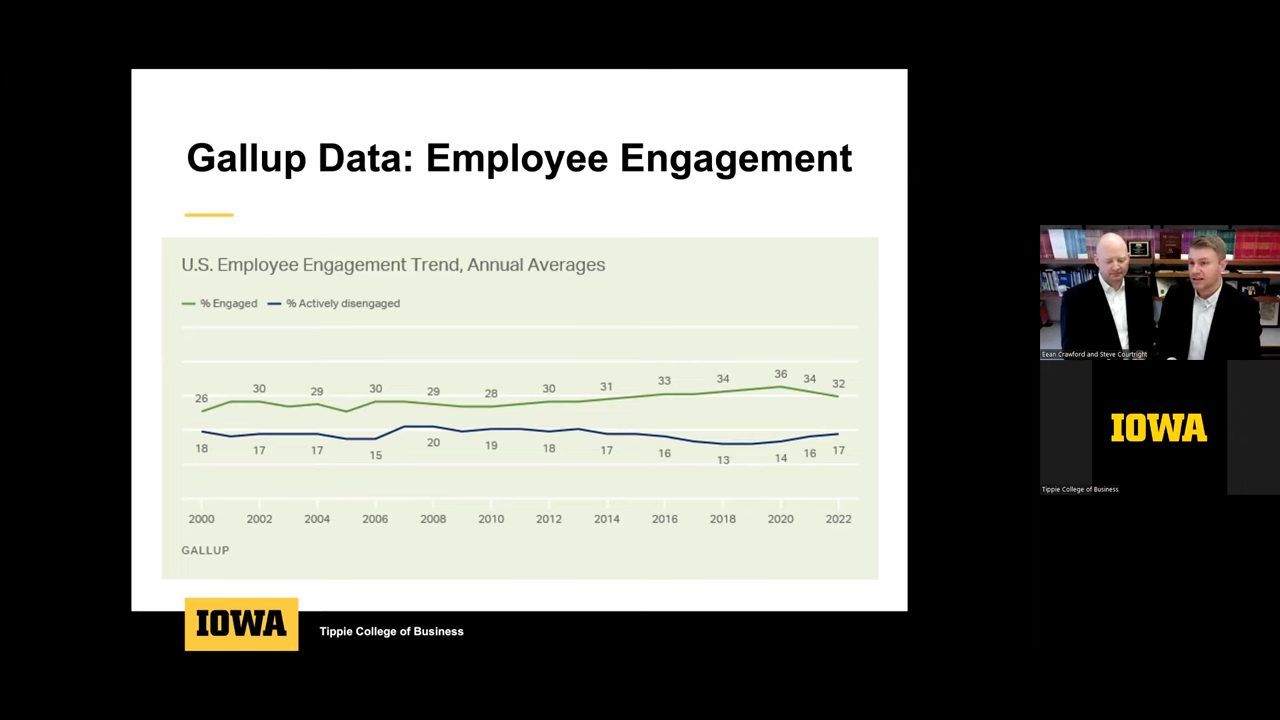 Gallup Data: Employee Engagement
U.S. Employee Engagement Trend, Annual Averages
% Engaged % Actively disengaged
26 30 29 30 29 28 30 31 33 34 36 34 32
18 17 17 15 20 19 18 17 16 13 14 16 17
2000 2002 2004 2006 2008 2010 2012 2014 2016 2018 2020 2022
GALLUP
IOWA
Tippie College of Business
Eean Crawford and Steve Courtright
IOWA
Tippie College of Business